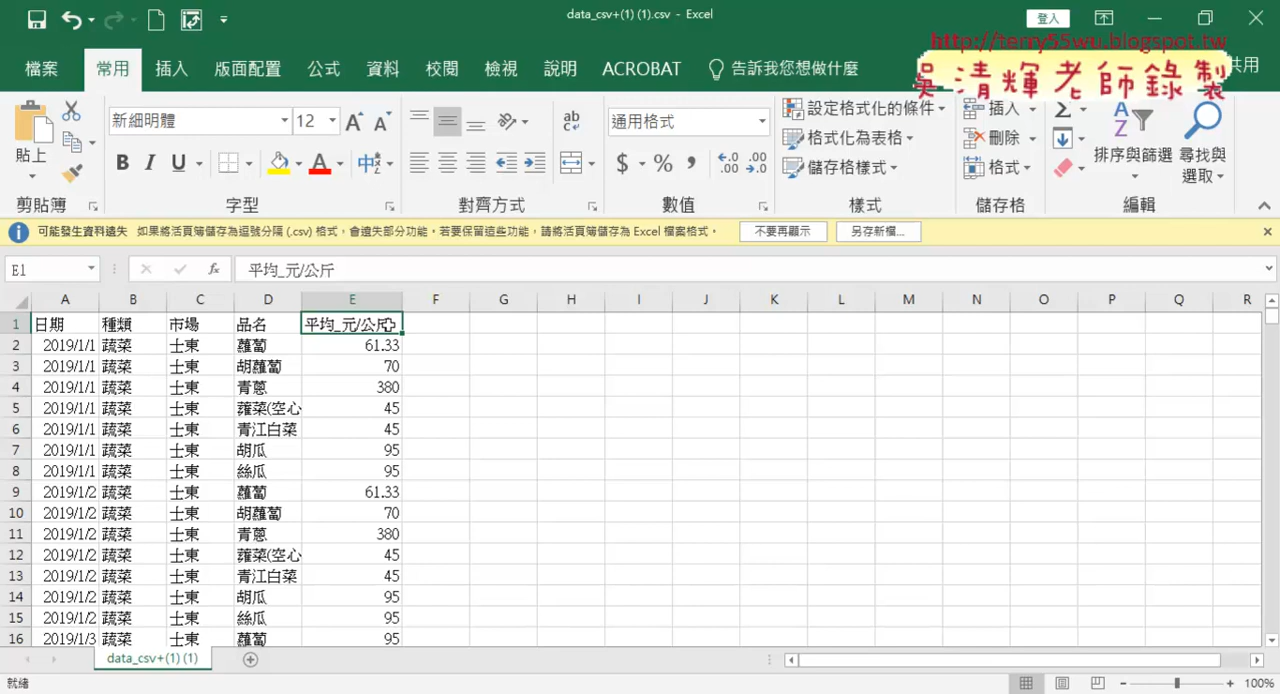 data_csv+(1) (1).csv - Excel
登入
http://terry55wu.blogspot.tw
吳清輝老師錄製
檔案 常用 插入 版面配置 公式 資料 校閱 檢視 說明 ACROBAT 告訴我您想做什麼 共用
貼上
新細明體 12
B I U A 中
ab
通用格式
$ % ,
設定格式化的條件
格式化為表格
儲存格樣式
插入
刪除
格式
Σ
排序與篩選
尋找與
選取
剪貼簿 字型 對齊方式 數值 樣式 儲存格 編輯
可能發生資料遺失 如果將活頁簿儲存為逗號分隔 (.csv) 格式，會遺失部分功能，若要保留這些功能，請將活頁簿儲存為 Excel 檔案格式。 不要再顯示 另存新檔...
E1 fx 平均_元/公斤
A B C D E F G H I J K L M N O P Q R
1 日期 種類 市場 品名 平均_元/公斤
2 2019/1/1 蔬菜 士東 蘿蔔 61.33
3 2019/1/1 蔬菜 士東 胡蘿蔔 70
4 2019/1/1 蔬菜 士東 青蔥 380
5 2019/1/1 蔬菜 士東 蕹菜(空心 45
6 2019/1/1 蔬菜 士東 青江白菜 45
7 2019/1/1 蔬菜 士東 胡瓜 95
8 2019/1/1 蔬菜 士東 絲瓜 95
9 2019/1/2 蔬菜 士東 蘿蔔 61.33
10 2019/1/2 蔬菜 士東 胡蘿蔔 70
11 2019/1/2 蔬菜 士東 青蔥 380
12 2019/1/2 蔬菜 士東 蕹菜(空心 45
13 2019/1/2 蔬菜 士東 青江白菜 45
14 2019/1/2 蔬菜 士東 胡瓜 95
15 2019/1/2 蔬菜 士東 絲瓜 95
16 2019/1/3 蔬菜 士東 蘿蔔 95
data_csv+(1) (1)
就緒 100%